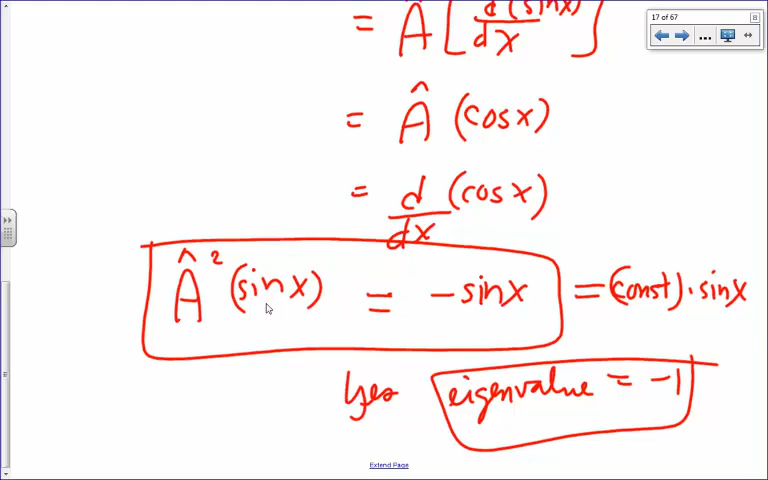 17 of 67
= Â [ d(sinx)/dx ]
= Â (cosx)
= d/dx (cosx)
Â² (sinx) = -sinx = (const) · sinx
Yes eigenvalue = -1
Extend Page